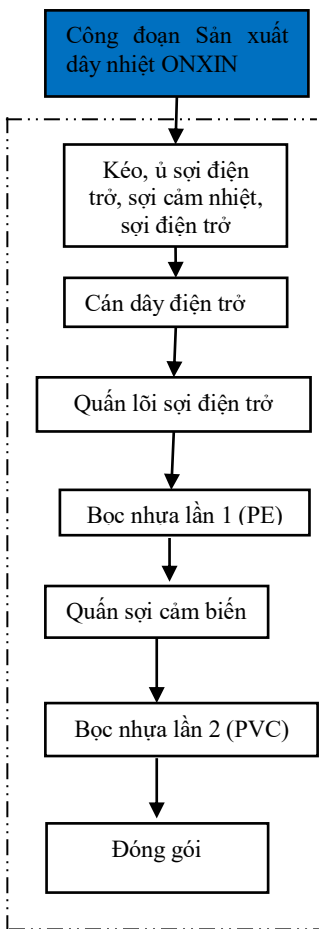 Công đoạn Sản xuất
dây nhiệt ONXIN
Kéo, ủ sợi điện
trở, sợi cảm nhiệt,
sợi điện trở
Cán dây điện trở
Quấn lõi sợi điện trở
Bọc nhựa lần 1 (PE)
Quấn sợi cảm biến
Bọc nhựa lần 2 (PVC)
Đóng gói